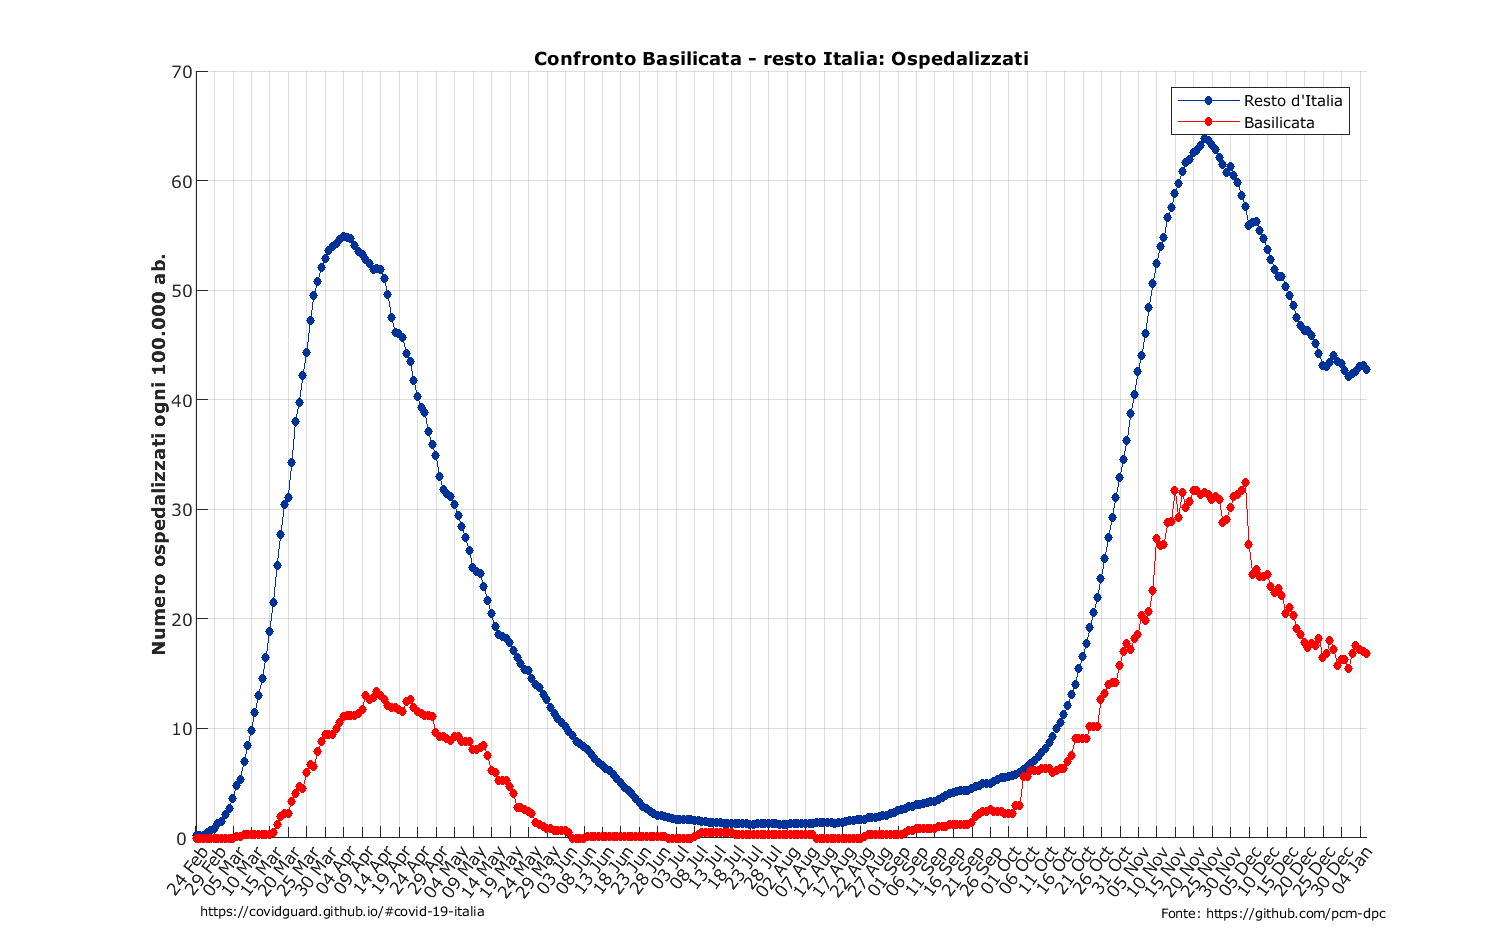 Confronto Basilicata - resto Italia: Ospedalizzati
Resto d'Italia
Basilicata
Numero ospedalizzati ogni 100.000 ab.
70
60
50
40
30
20
10
0
24 Feb
29 Feb
05 Mar
10 Mar
15 Mar
20 Mar
25 Mar
30 Mar
04 Apr
09 Apr
14 Apr
19 Apr
24 Apr
29 Apr
04 May
09 May
14 May
19 May
24 May
29 May
03 Jun
08 Jun
13 Jun
18 Jun
23 Jun
28 Jun
03 Jul
08 Jul
13 Jul
18 Jul
23 Jul
28 Jul
02 Aug
07 Aug
12 Aug
17 Aug
22 Aug
27 Aug
01 Sep
06 Sep
11 Sep
16 Sep
21 Sep
26 Sep
01 Oct
06 Oct
11 Oct
16 Oct
21 Oct
26 Oct
31 Oct
05 Nov
10 Nov
15 Nov
20 Nov
25 Nov
30 Nov
05 Dec
10 Dec
15 Dec
20 Dec
25 Dec
30 Dec
04 Jan
https://covidguard.github.io/#covid-19-italia
Fonte: https://github.com/pcm-dpc